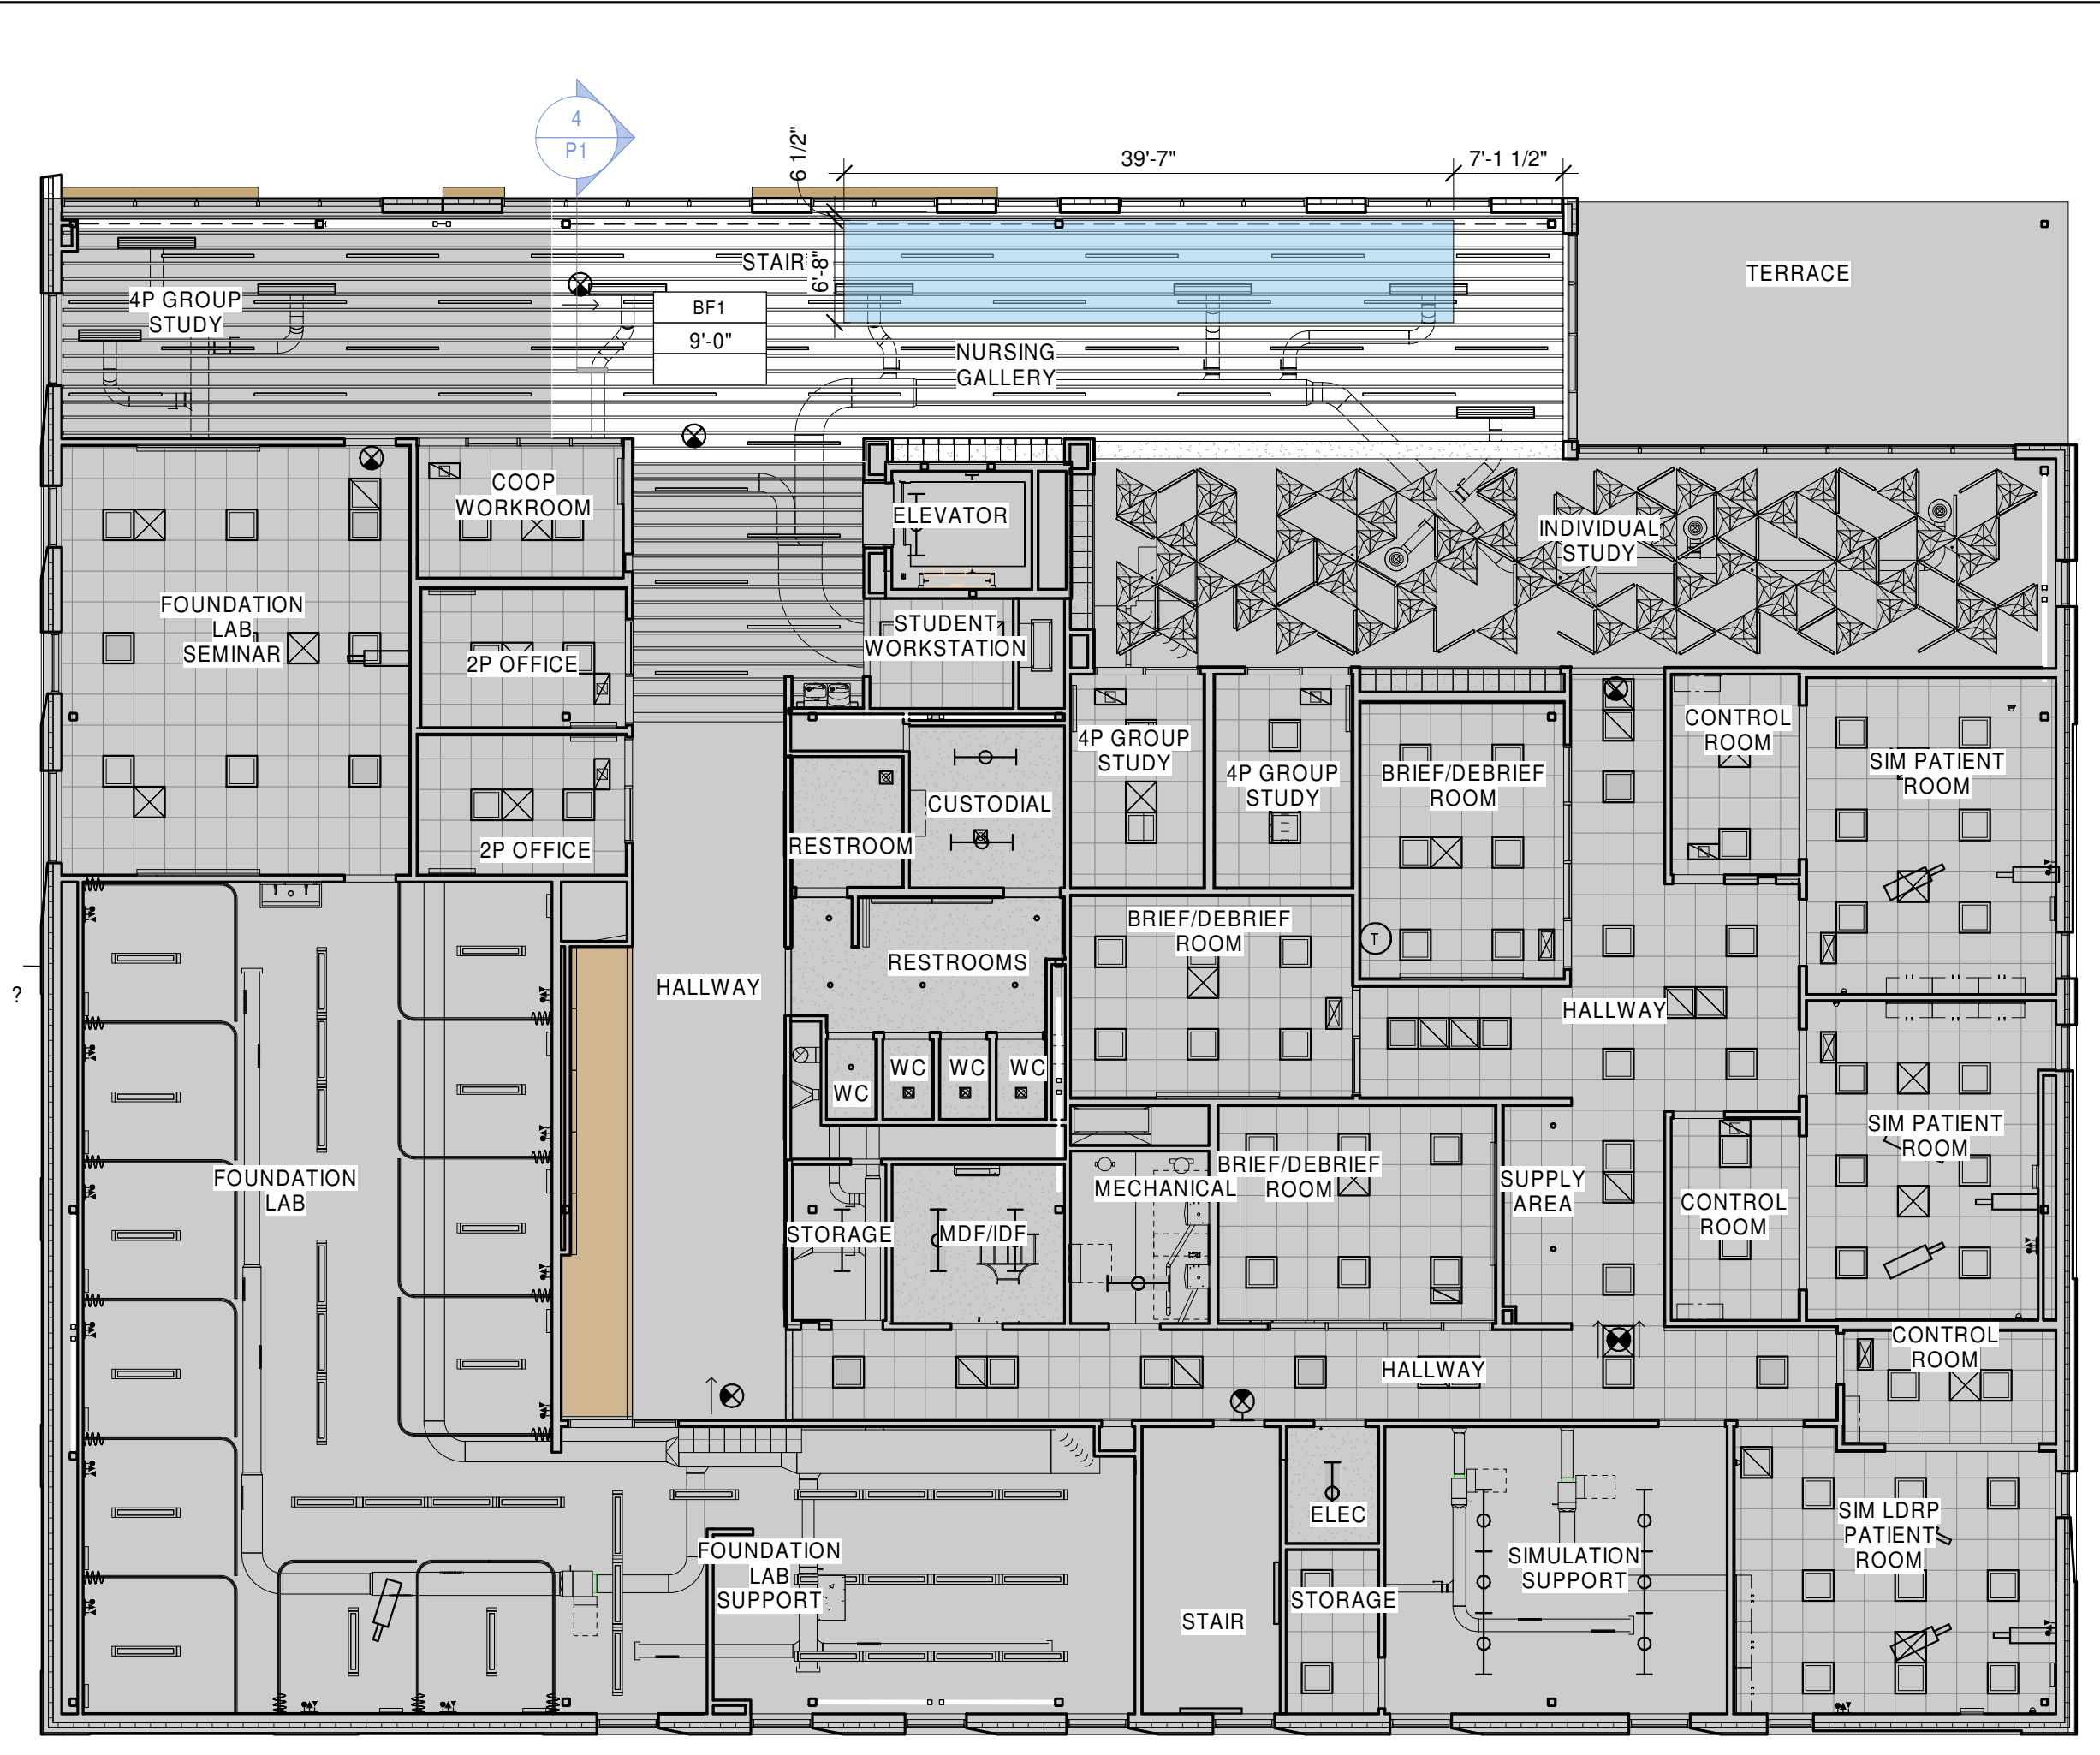 4
P1
6 1/2"
39'-7"
7'-1 1/2"
STAIR
6'-8"
TERRACE
4P GROUP
STUDY
BF1
9'-0"
NURSING
GALLERY
COOP
WORKROOM
ELEVATOR
INDIVIDUAL
STUDY
FOUNDATION
LAB
SEMINAR
2P OFFICE
STUDENT
WORKSTATION
4P GROUP
STUDY
4P GROUP
STUDY
BRIEF/DEBRIEF
ROOM
CONTROL
ROOM
SIM PATIENT
ROOM
CUSTODIAL
RESTROOM
2P OFFICE
T
BRIEF/DEBRIEF
ROOM
RESTROOMS
HALLWAY
?
HALLWAY
WC
WC
WC
WC
FOUNDATION
LAB
MECHANICAL
BRIEF/DEBRIEF
ROOM
SUPPLY
AREA
CONTROL
ROOM
SIM PATIENT
ROOM
STORAGE
MDF/IDF
HALLWAY
CONTROL
ROOM
FOUNDATION
LAB
SUPPORT
STAIR
ELEC
STORAGE
SIMULATION
SUPPORT
SIM LDRP
PATIENT
ROOM